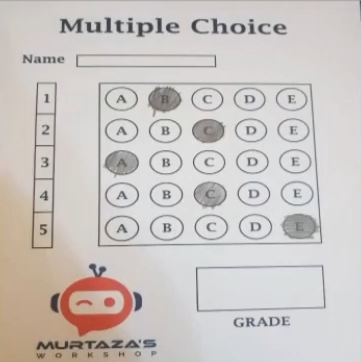 Multiple Choice
Name
1 A B C D E
2 A B C D E
3 A B C D E
4 A B C D E
5 A B C D E
MURTAZA'S
WORKSHOP
GRADE